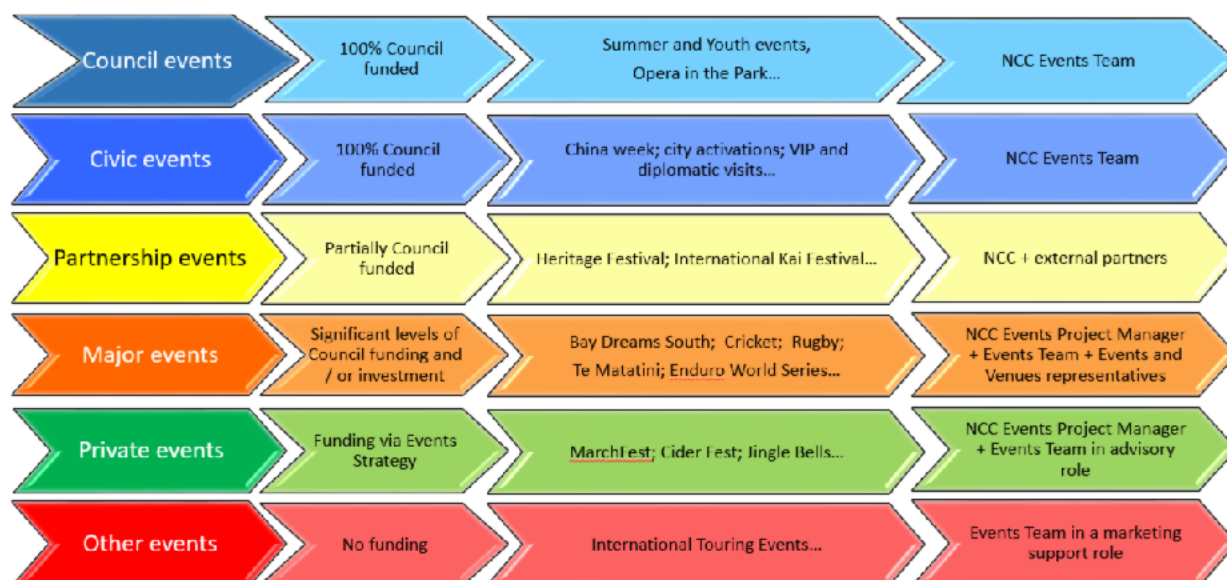 Council events
100% Council
funded
Summer and Youth events,
Opera in the Park...
NCC Events Team
Civic events
100% Council
funded
China week; city activations; VIP and
diplomatic visits...
NCC Events Team
Partnership events
Partially Council
funded
Heritage Festival; International Kai Festival...
NCC + external partners
Major events
Significant levels of
Council funding and
/ or investment
Bay Dreams South; Cricket; Rugby;
Te Matatini; Enduro World Series...
NCC Events Project Manager
+ Events Team + Events and
Venues representatives
Private events
Funding via Events
Strategy
MarchFest; Cider Fest; Jingle Bells...
NCC Events Project Manager
+ Events Team in advisory
role
Other events
No funding
International Touring Events...
Events Team in a marketing
support role